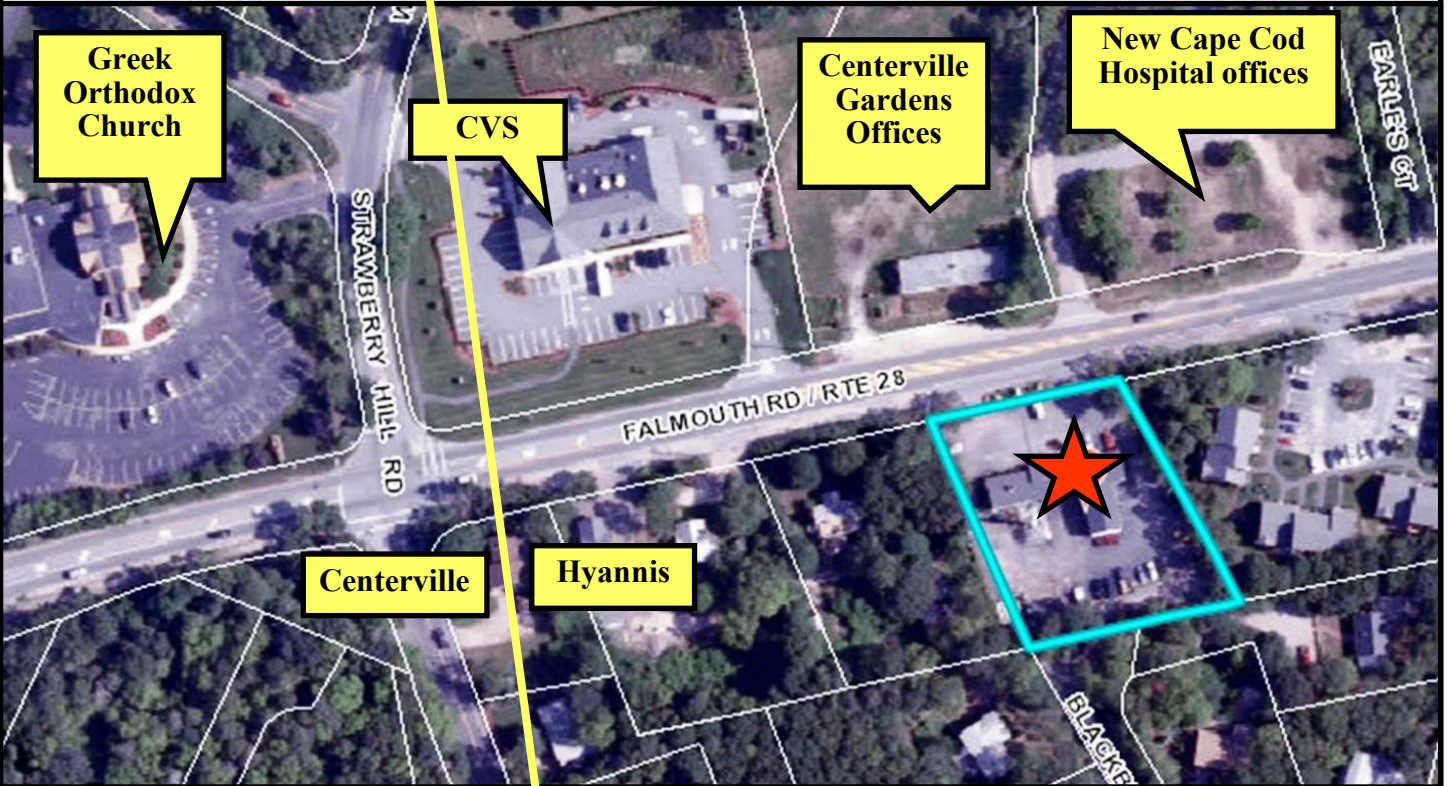 Greek
Orthodox
Church
CVS
Centerville
Gardens
Offices
New Cape Cod
Hospital offices
EARLE'S CT
STRAWBERRY HILL RD
FALMOUTH RD / RTE 28
Centerville
Hyannis
BLACKB